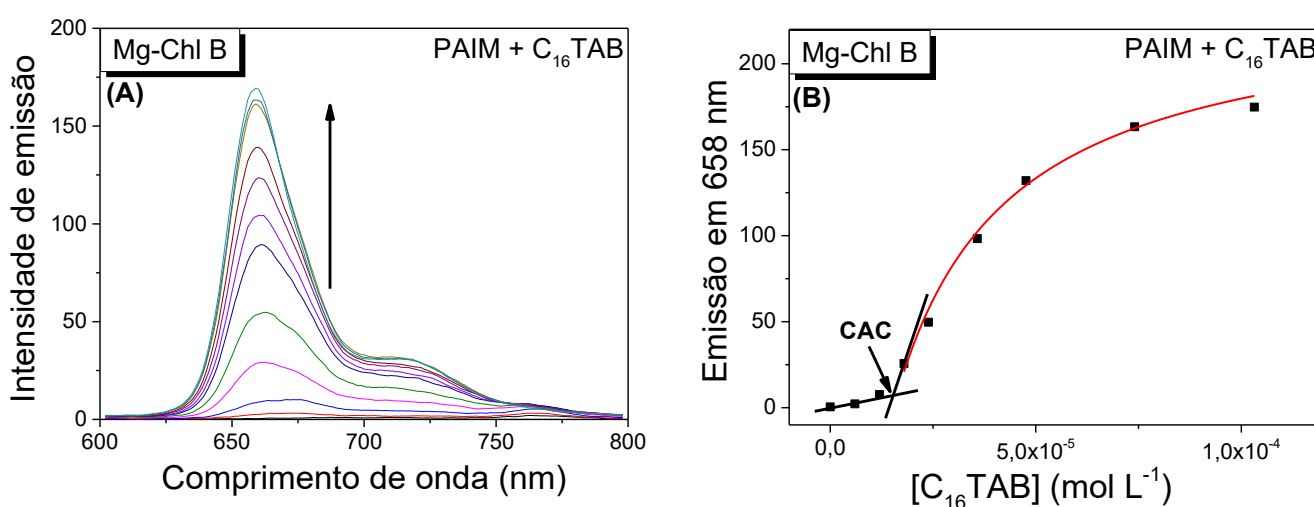 Mg-Chl B
PAIM + C₁₆TAB
(A)
200
150
100
50
0
Intensidade de emissão
600
650
700
750
800
Comprimento de onda (nm)
Mg-Chl B
PAIM + C₁₆TAB
(B)
200
150
100
50
0
Emissão em 658 nm
CAC
0,0
5,0x10⁻⁵
1,0x10⁻⁴
[C₁₆TAB] (mol L⁻¹)